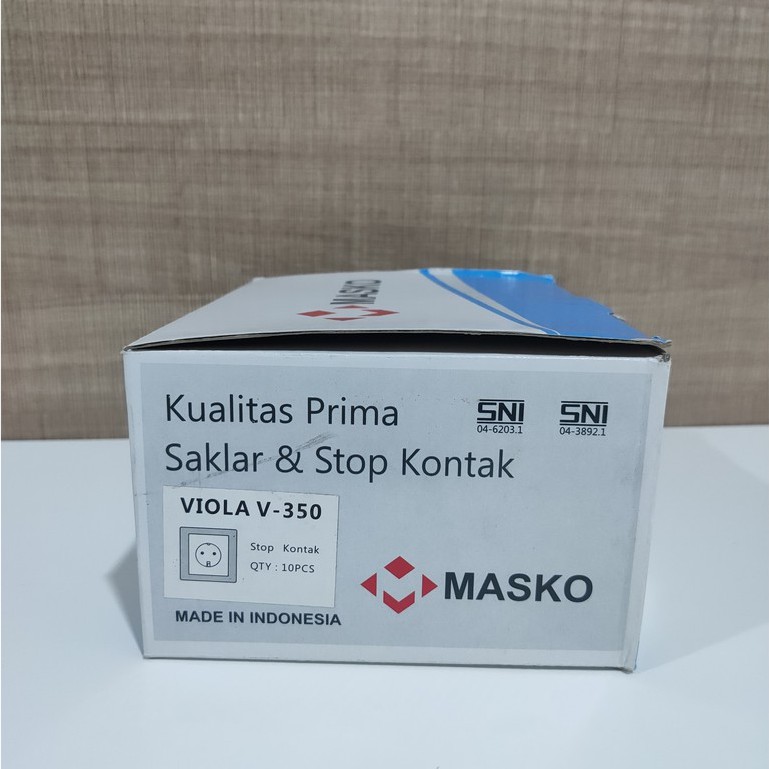 MASKO
Kualitas Prima
Saklar & Stop Kontak
SNI
04-6203.1
SNI
04-3892.1
VIOLA V-350
Stop Kontak
QTY : 10PCS
MASKO
MADE IN INDONESIA